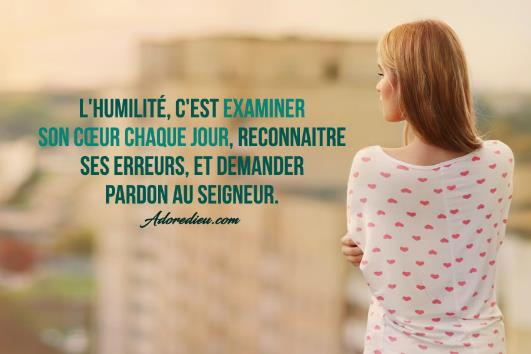 L'HUMILITÉ, C'EST EXAMINER
SON CŒUR CHAQUE JOUR, RECONNAITRE
SES ERREURS, ET DEMANDER
PARDON AU SEIGNEUR.
Adoredieu.com